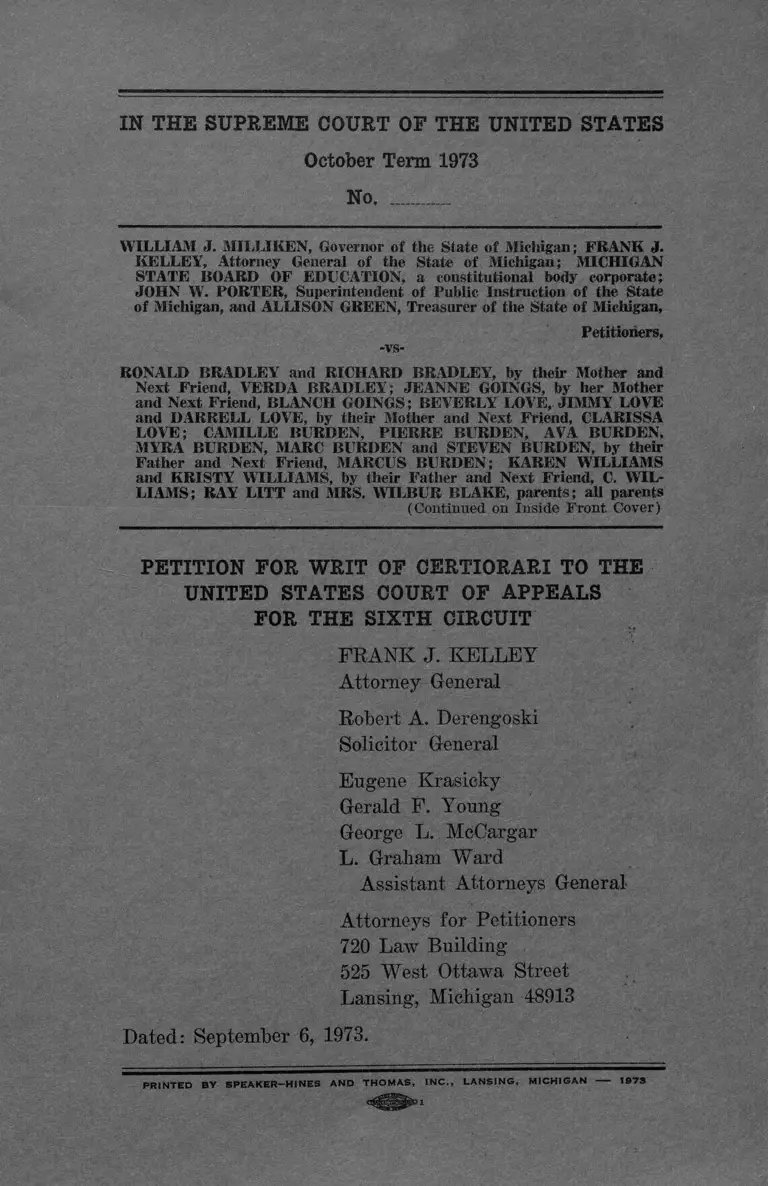 IN THE SUPREME COURT OF THE UNITED STATES
October Term 1973
No.
WILLIAM J. MILLIKEN, Governor of the State of Michigan; FRANK J.
KELLEY, Attorney General of the State of Michigan; MICHIGAN
STATE BOARD OF EDUCATION, a constitutional body corporate;
JOHN W. PORTER, Superintendent of Public Instruction of the State
of Michigan, and ALLISON GREEN, Treasurer of the State of Michigan,
Petitioners,
-vs-
RONALD BRADLEY and RICHARD BRADLEY, by their Mother and
Next Friend, VERDA BRADLEY; JEANNE GOINGS, by her Mother
and Next Friend, BLANCH GOINGS; BEVERLY LOVE, JIMMY LOVE
and DARRELL LOVE, by their Mother and Next Friend, CLARISSA
LOVE; CAMILLE BURDEN, PIERRE BURDEN, AVA BURDEN,
MYRA BURDEN, MARC BURDEN and STEVEN BURDEN, by their
Father and Next Friend, MARCUS BURDEN; KAREN WILLIAMS
and KRISTY WILLIAMS, by their Father and Next Friend, C. WIL-
LIAMS; RAY LITT and MRS. WILBUR BLAKE, parents; all parents
(Continued on Inside Front Cover)
PETITION FOR WRIT OF CERTIORARI TO THE
UNITED STATES COURT OF APPEALS
FOR THE SIXTH CIRCUIT
FRANK J. KELLEY
Attorney General
Robert A. Derengoski
Solicitor General
Eugene Krasicky
Gerald F. Young
George L. McCargar
L. Graham Ward
Assistant Attorneys General
Attorneys for Petitioners
720 Law Building
525 West Ottawa Street
Lansing, Michigan 48913
Dated: September 6, 1973.
PRINTED BY SPEAKER-HINES AND THOMAS, INC., LANSING, MICHIGAN — 1973
1